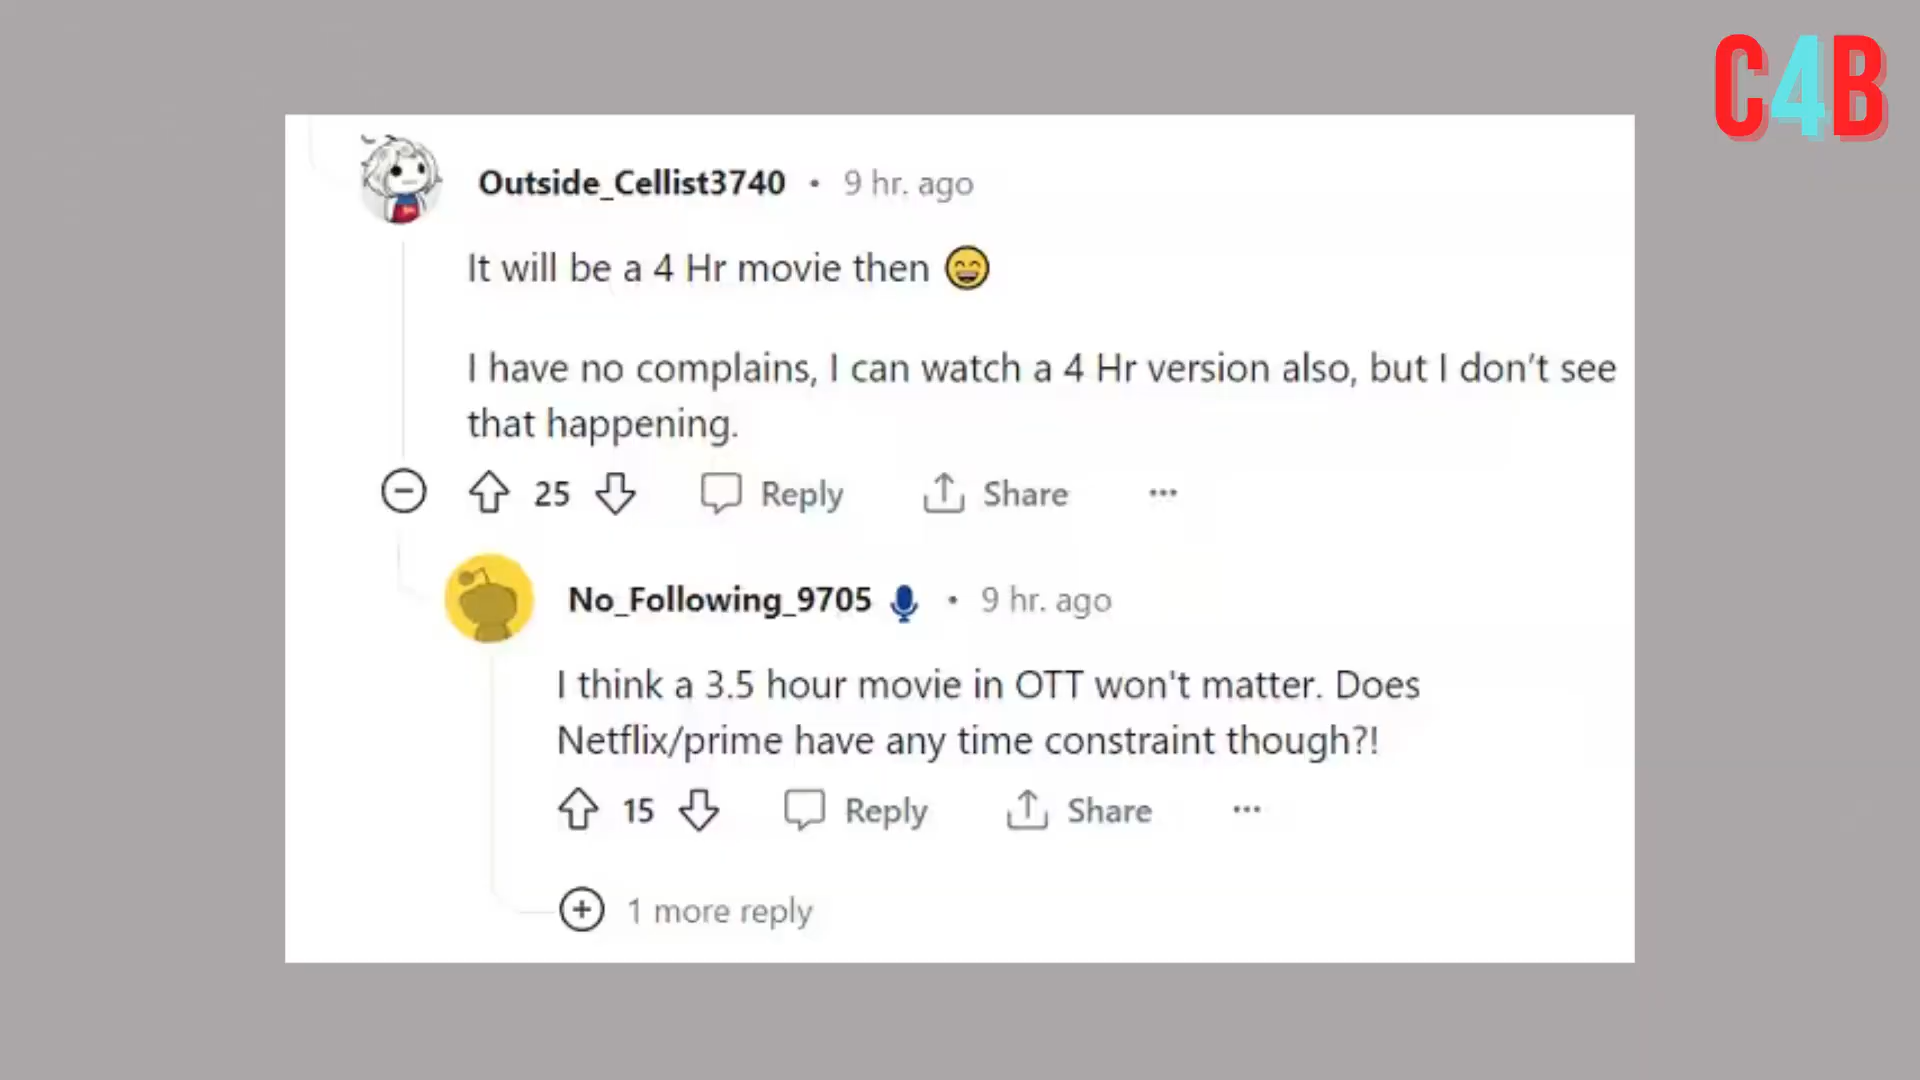 C4B
Outside_Cellist3740 • 9 hr. ago
It will be a 4 Hr movie then 😄
I have no complains, I can watch a 4 Hr version also, but I don’t see
that happening.
25 Reply Share ...
No_Following_9705 • 9 hr. ago
I think a 3.5 hour movie in OTT won't matter. Does
Netflix/prime have any time constraint though?!
15 Reply Share ...
1 more reply